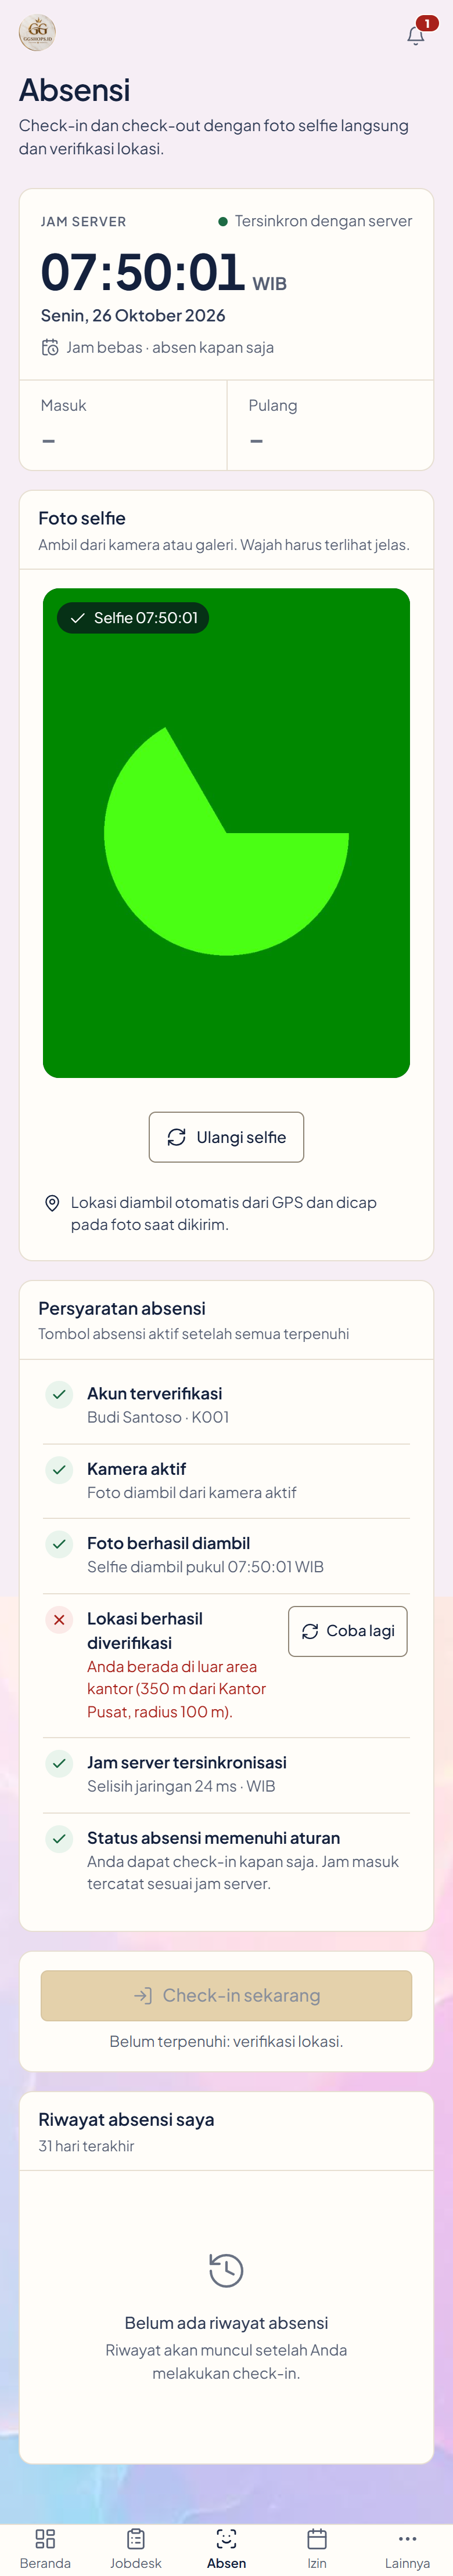 GG
GGSHOPS.ID
1
Absensi
Check-in dan check-out dengan foto selfie langsung
dan verifikasi lokasi.
JAM SERVER
Tersinkron dengan server
07:50:01 WIB
Senin, 26 Oktober 2026
Jam bebas · absen kapan saja
Masuk
Pulang
–
–
Foto selfie
Ambil dari kamera atau galeri. Wajah harus terlihat jelas.
Selfie 07:50:01
Ulangi selfie
Lokasi diambil otomatis dari GPS dan dicap
pada foto saat dikirim.
Persyaratan absensi
Tombol absensi aktif setelah semua terpenuhi
Akun terverifikasi
Budi Santoso · K001
Kamera aktif
Foto diambil dari kamera aktif
Foto berhasil diambil
Selfie diambil pukul 07:50:01 WIB
Lokasi berhasil
diverifikasi
Coba lagi
Anda berada di luar area
kantor (350 m dari Kantor
Pusat, radius 100 m).
Jam server tersinkronisasi
Selisih jaringan 24 ms · WIB
Status absensi memenuhi aturan
Anda dapat check-in kapan saja. Jam masuk
tercatat sesuai jam server.
Check-in sekarang
Belum terpenuhi: verifikasi lokasi.
Riwayat absensi saya
31 hari terakhir
Belum ada riwayat absensi
Riwayat akan muncul setelah Anda
melakukan check-in.
Beranda
Jobdesk
Absen
Izin
Lainnya